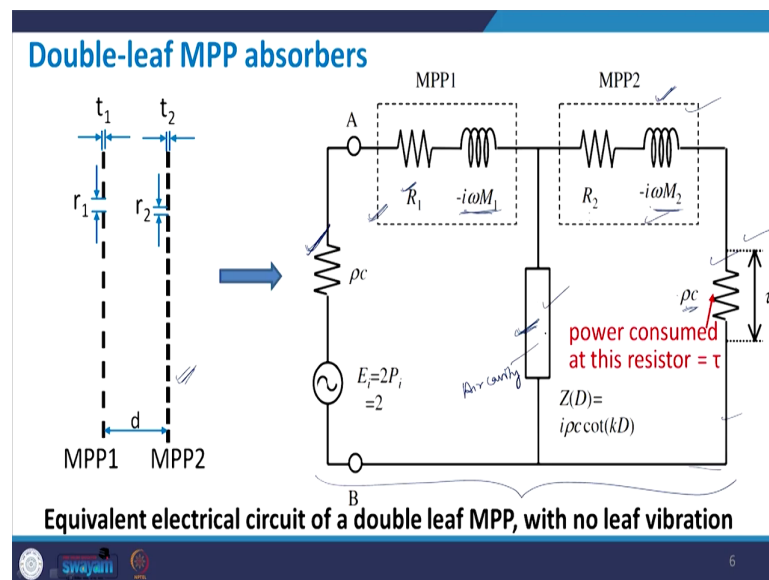 Double-leaf MPP absorbers
t1 t2
r1 r2
d
MPP1 MPP2
MPP1 MPP2
A
R1 -iωM1
R2 -iωM2
ρc
ρc
power consumed
at this resistor = τ
Ei=2Pi
=2
Air cavity
Z(D)=
iρc cot(kD)
B
Equivalent electrical circuit of a double leaf MPP, with no leaf vibration
swayam
6